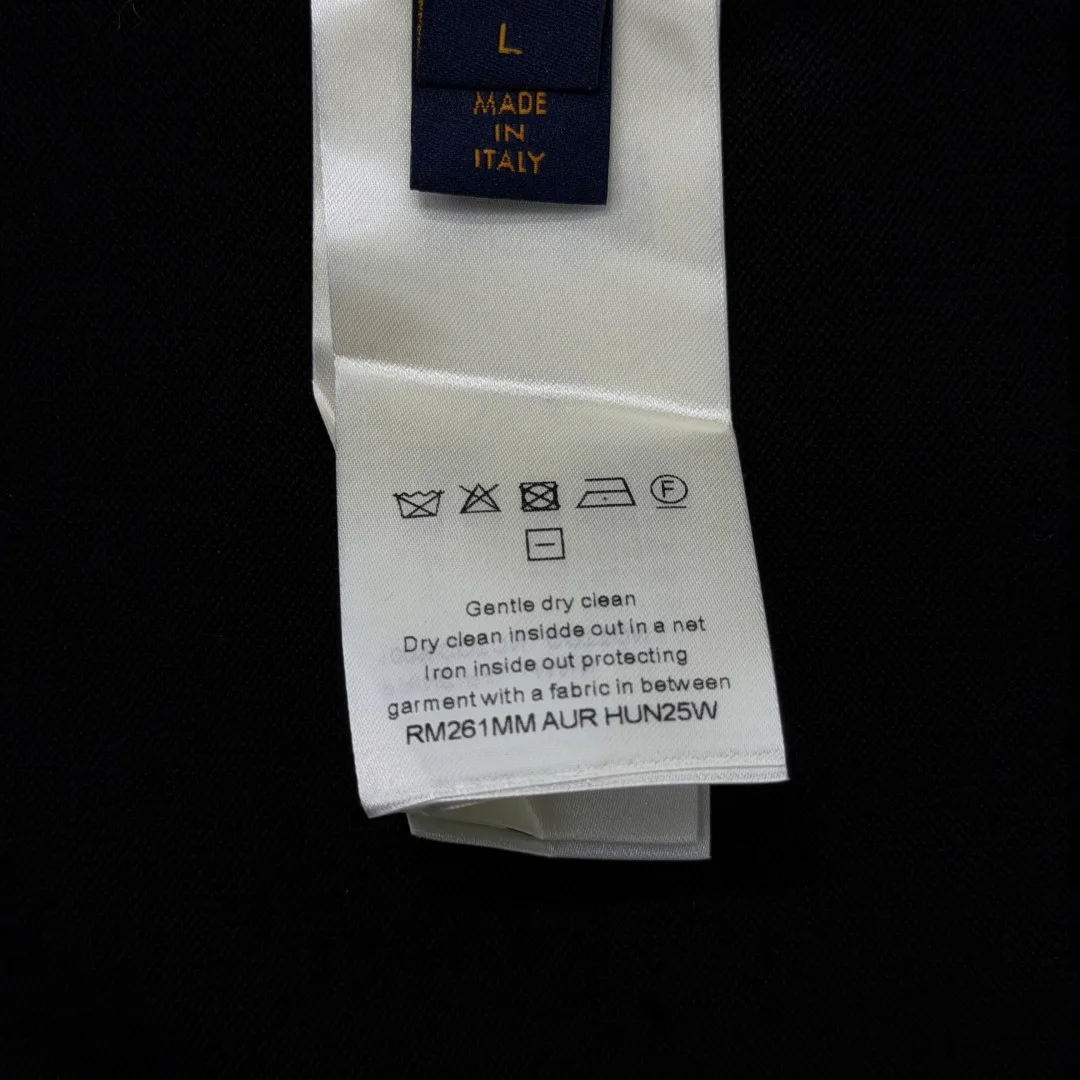 L
MADE
IN
ITALY
F
Gentle dry clean
Dry clean insidde out in a net
Iron inside out protecting
garment with a fabric in between
RM261MM AUR HUN25W